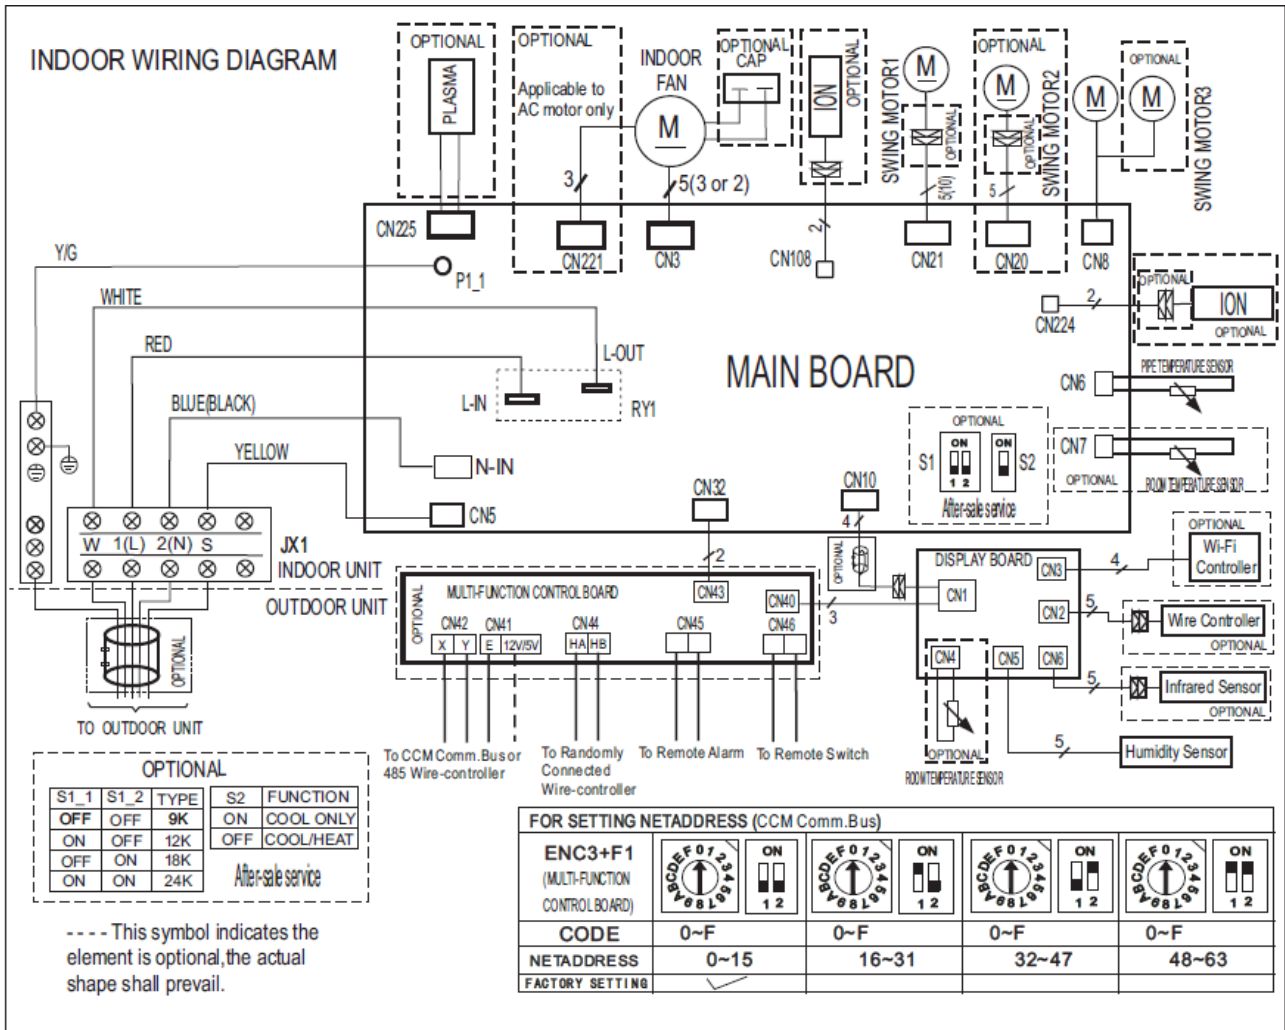 INDOOR WIRING DIAGRAM
OPTIONAL
PLASMA
CN225
OPTIONAL
Applicable to
AC motor only
3
CN221
INDOOR
FAN
M
5(3 or 2)
CN3
OPTIONAL
CAP
ION
OPTIONAL
2
CN108
SWING MOTOR1
M
OPTIONAL
5(10)
CN21
OPTIONAL
M
SWING MOTOR2
OPTIONAL
5
CN20
M
OPTIONAL
M
SWING MOTOR3
CN8
Y/G
P1_1
WHITE
RED
BLUE(BLACK)
YELLOW
L-OUT
L-IN
RY1
N-IN
CN5
MAIN BOARD
CN224
2
OPTIONAL
ION
OPTIONAL
CN6
PIPE TEMPERATURE SENSOR
CN7
OPTIONAL
ROOM TEMPERATURE SENSOR
OPTIONAL
S1
ON
1 2
ON
S2
After-sale service
CN32
2
CN10
4
OPTIONAL
W 1(L) 2(N) S
JX1
INDOOR UNIT
OUTDOOR UNIT
OPTIONAL
TO OUTDOOR UNIT
OPTIONAL
MULTI-FUNCTION CONTROL BOARD
CN43
CN40
3
CN42
X Y
CN41
E 12V/5V
CN44
HA HB
CN45
CN46
To CCM Comm.Bus or
485 Wire-controller
To Randomly
Connected
Wire-controller
To Remote Alarm
To Remote Switch
DISPLAY BOARD
CN1
CN3
4
OPTIONAL
Wi-Fi
Controller
CN2
5
Wire Controller
OPTIONAL
CN4
CN5
CN6
5
Infrared Sensor
OPTIONAL
5
Humidity Sensor
OPTIONAL
ROOM TEMPERATURE SENSOR
OPTIONAL
S1_1 S1_2 TYPE
OFF OFF 9K
ON OFF 12K
OFF ON 18K
ON ON 24K
S2 FUNCTION
ON COOL ONLY
OFF COOL/HEAT
After-sale service
- - - - This symbol indicates the
element is optional,the actual
shape shall prevail.
FOR SETTING NETADDRESS (CCM Comm.Bus)
ENC3+F1
(MULTI-FUNCTION
CONTROL BOARD)
0123456789ABCDEF
ON
1 2
0123456789ABCDEF
ON
1 2
0123456789ABCDEF
ON
1 2
0123456789ABCDEF
ON
1 2
CODE 0~F 0~F 0~F 0~F
NETADDRESS 0~15 16~31 32~47 48~63
FACTORY SETTING